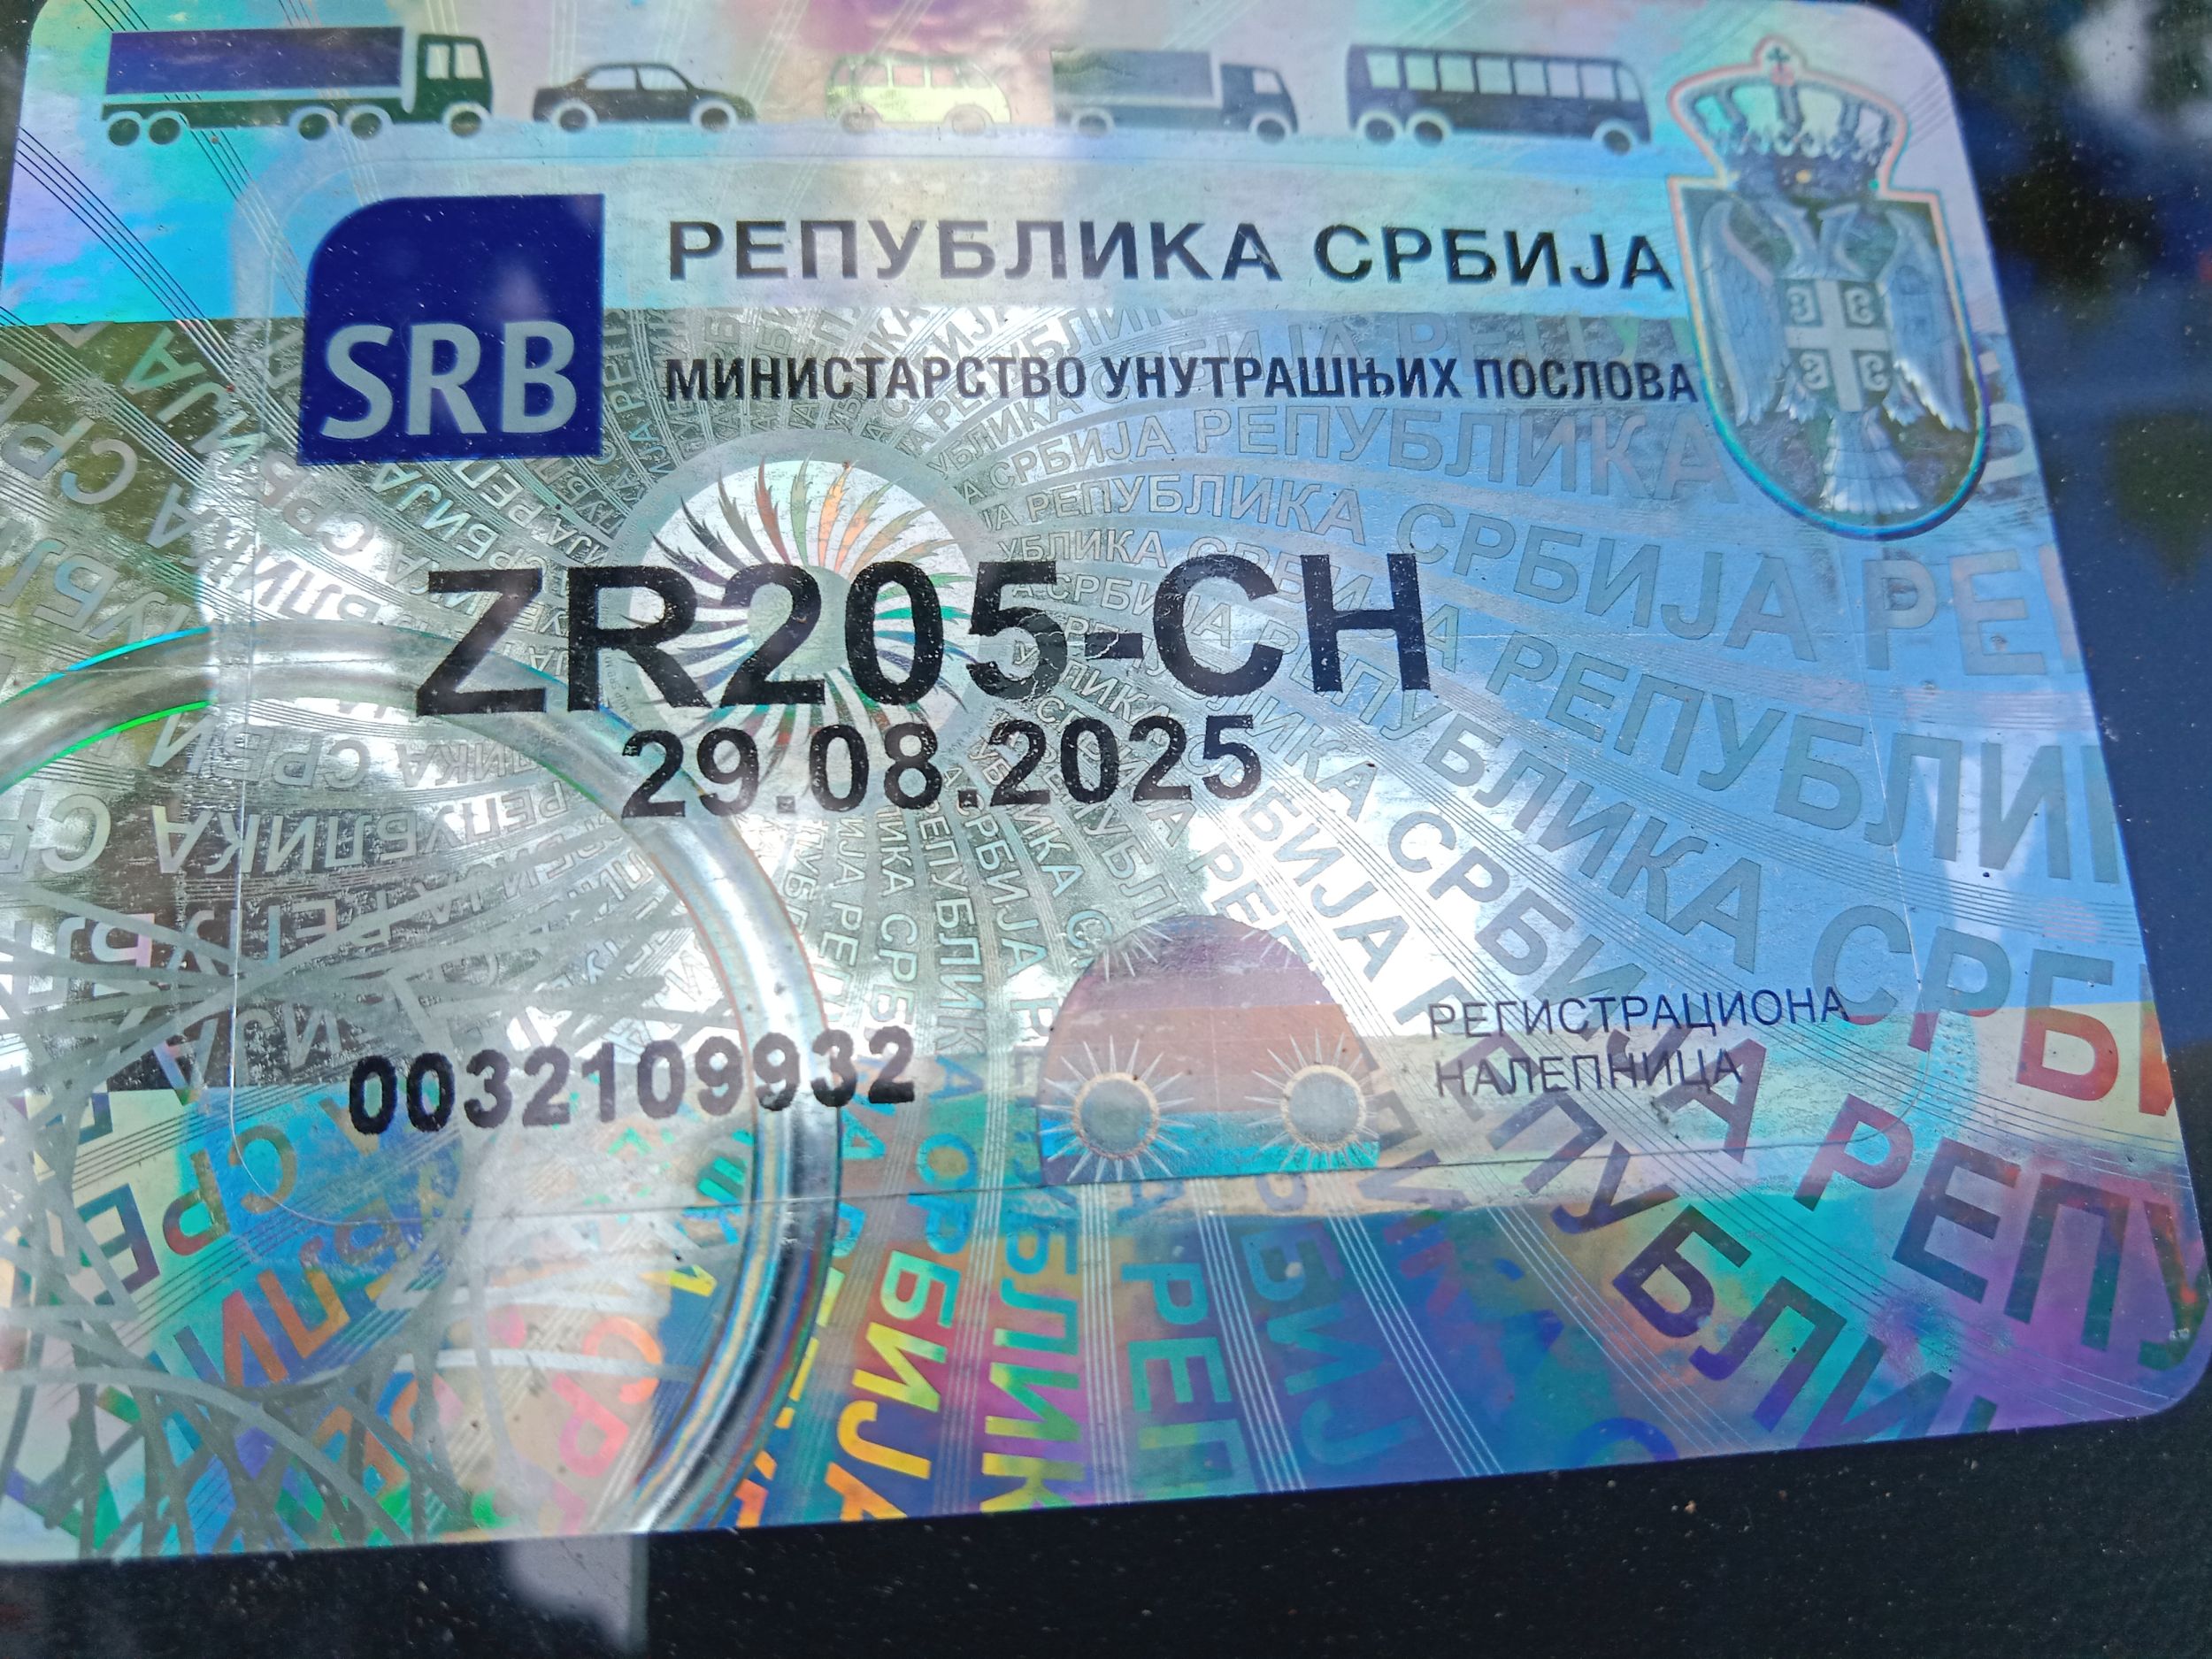 РЕПУБЛИКА СРБИЈА
SRB
МИНИСТАРСТВО УНУТРАШЊИХ ПОСЛОВА
ZR205-CH
29.08.2025
0032109932
РЕГИСТРАЦИОНА
НАЛЕПНИЦА